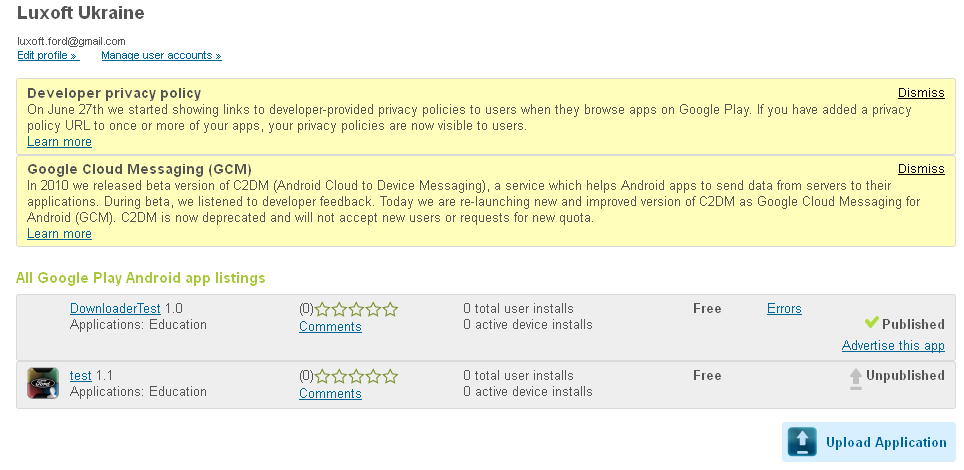 Luxoft Ukraine
luxoft.ford@gmail.com
Edit profile » Manage user accounts »
Developer privacy policy Dismiss
On June 27th we started showing links to developer-provided privacy policies to users when they browse apps on Google Play. If you have added a privacy
policy URL to once or more of your apps, your privacy policies are now visible to users.
Learn more
Google Cloud Messaging (GCM) Dismiss
In 2010 we released beta version of C2DM (Android Cloud to Device Messaging), a service which helps Android apps to send data from servers to their
applications. During beta, we listened to developer feedback. Today we are re-launching new and improved version of C2DM as Google Cloud Messaging for
Android (GCM). C2DM is now deprecated and will not accept new users or requests for new quota.
Learn more
All Google Play Android app listings
DownloaderTest 1.0 (0) 0 total user installs Free Errors
Applications: Education Comments 0 active device installs Published
Advertise this app
Ford
test 1.1 (0) 0 total user installs Free Unpublished
Applications: Education Comments 0 active device installs
Upload Application